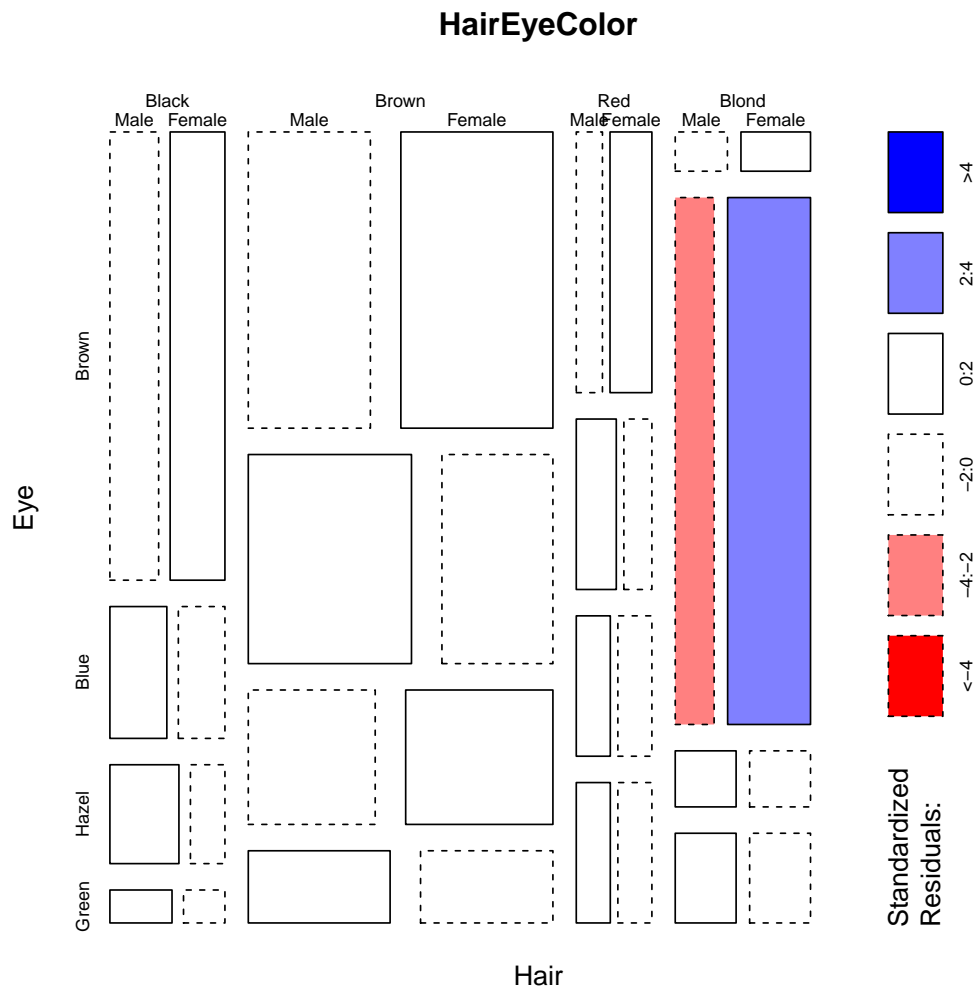 HairEyeColor
Black Brown Red Blond
Male Female Male Female Male Female Male Female
Brown
Blue
Hazel
Green
Eye
Hair
Standardized
Residuals:
<−4
−4:−2
−2:0
0:2
2:4
>4